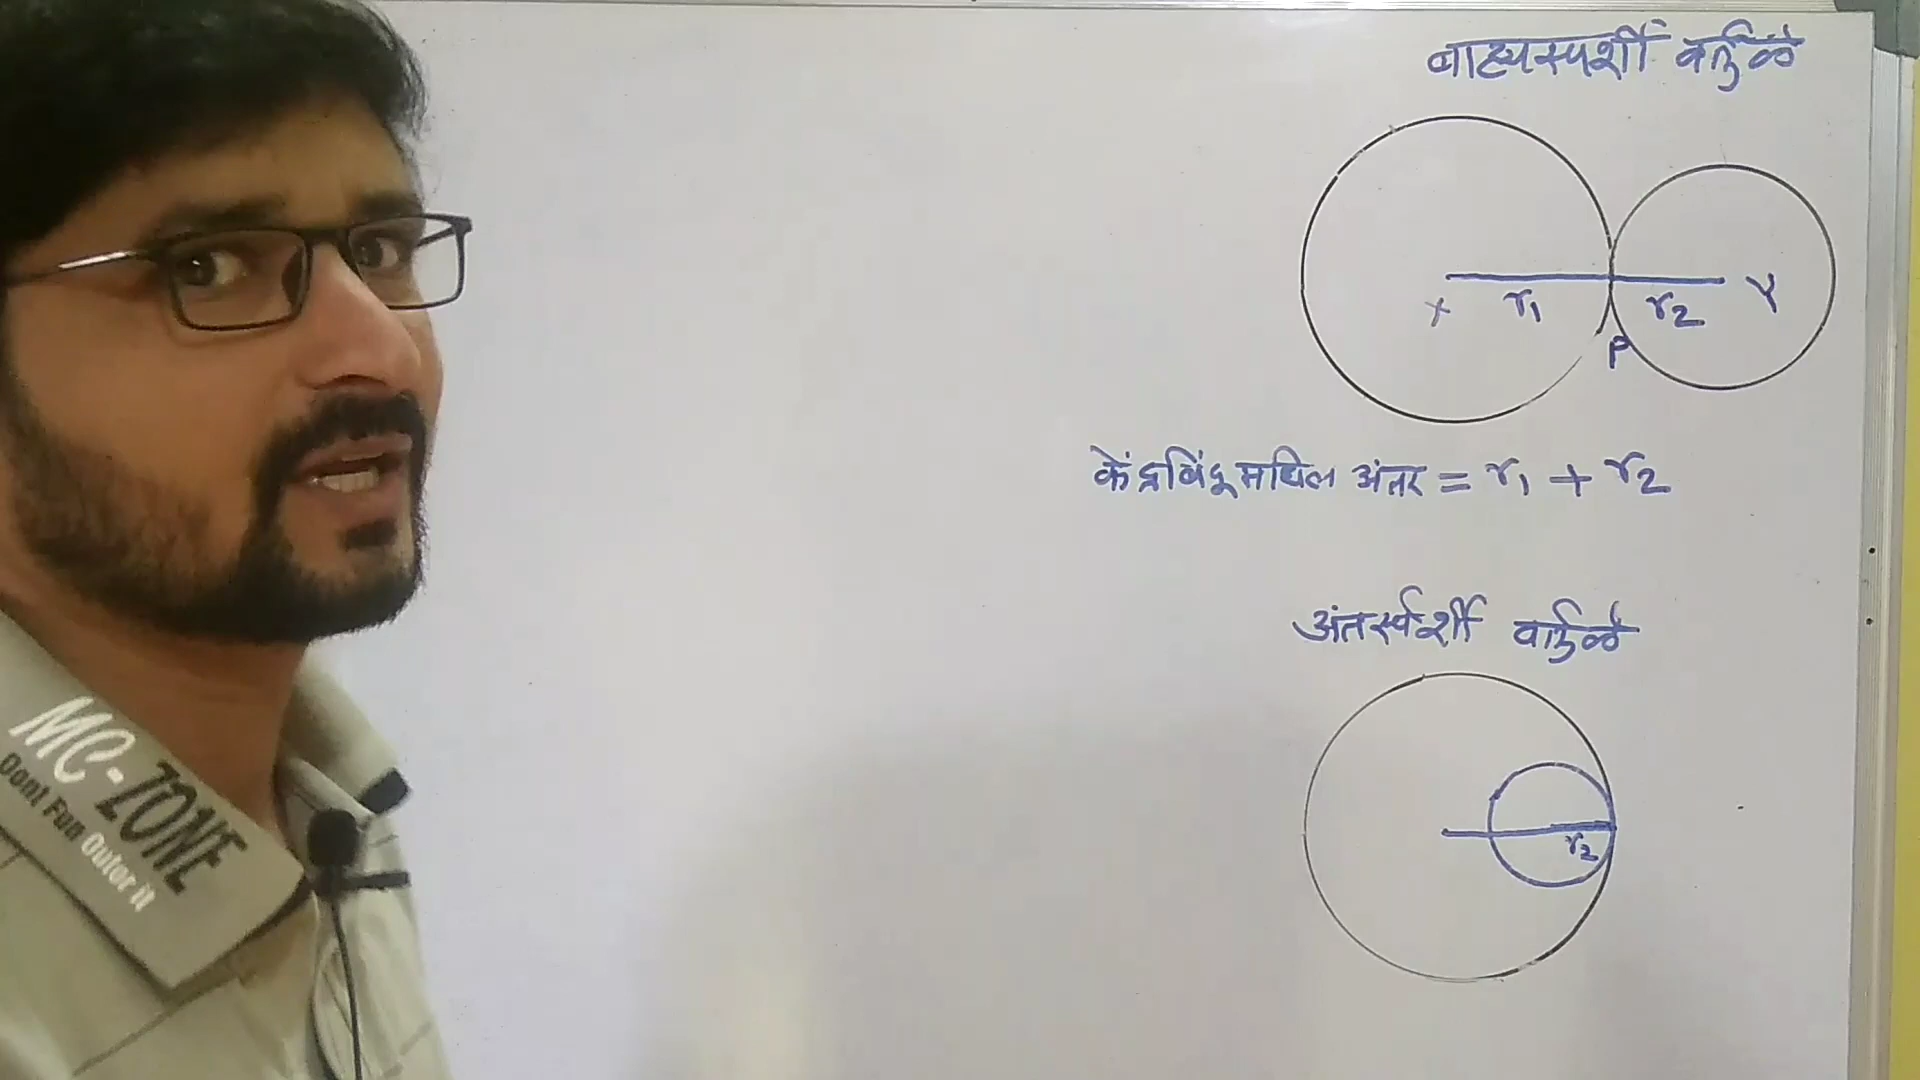 बाह्यस्पर्शी वर्तुळे
X r1 P r2 Y
केंद्रबिंदूमधिल अंतर = r1 + r2
अंतर्स्पर्शी वर्तुळे
r2
MC-ZONE
Dont Fun Outor it